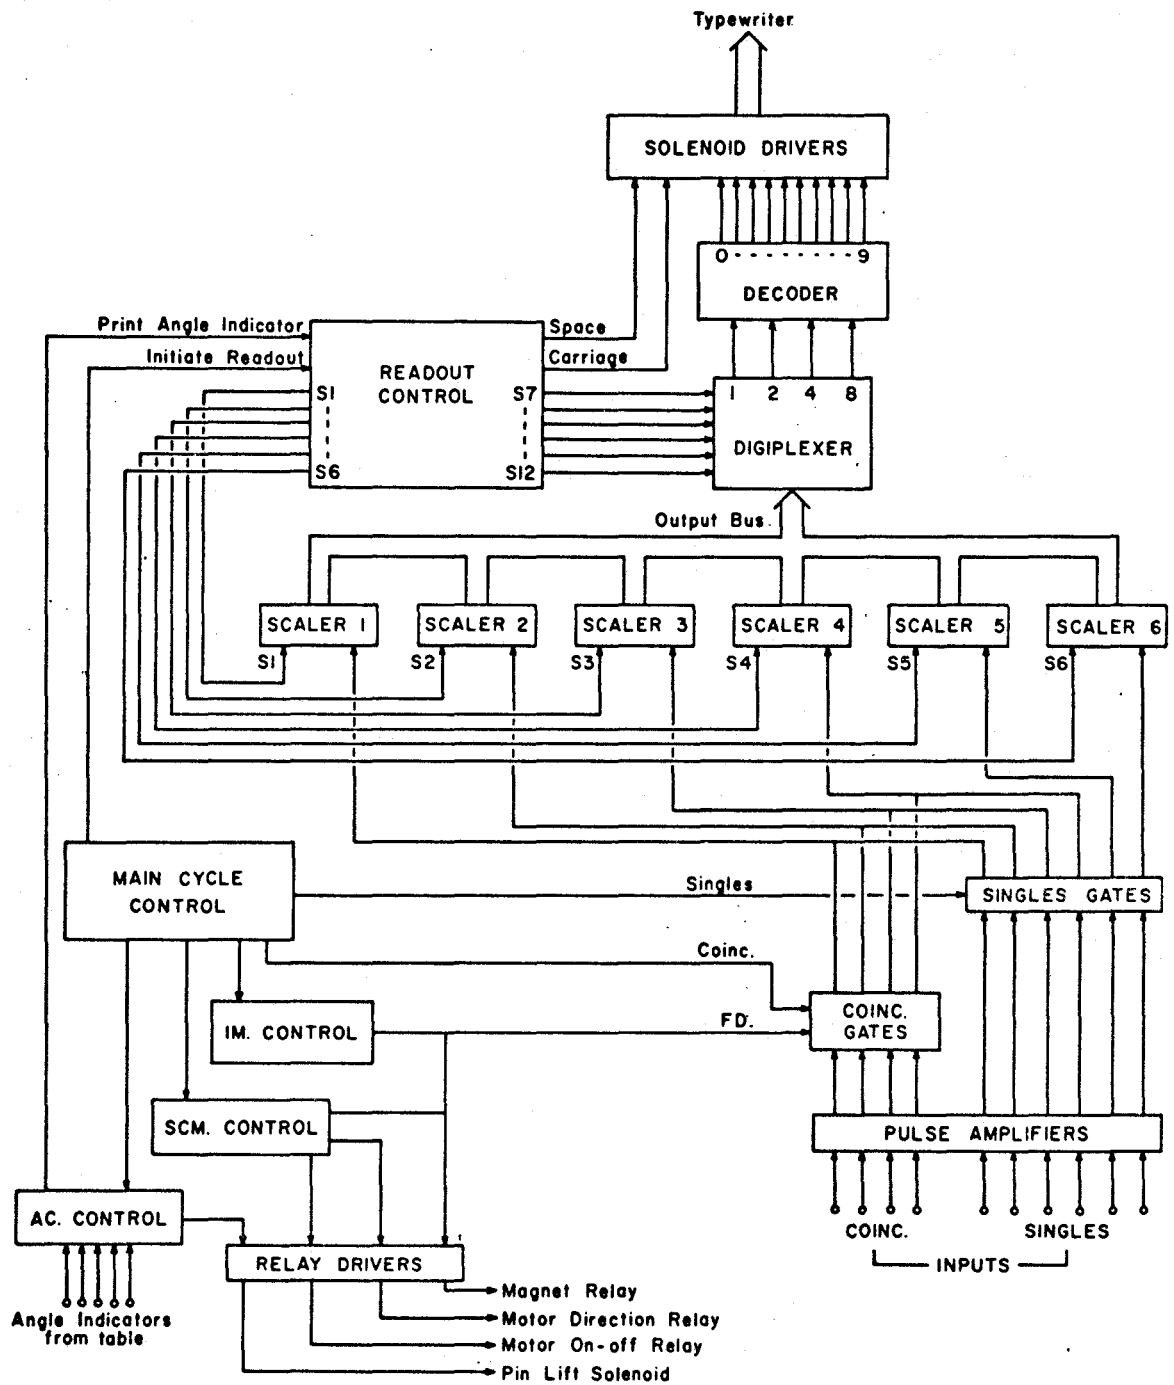 Typewriter
SOLENOID DRIVERS
0--------9
DECODER
Print Angle Indicator
Initiate Readout
READOUT
CONTROL
Space
Carriage
S1
S6
S7
S12
1 2 4 8
DIGIPLEXER
Output Bus
SCALER 1
SCALER 2
SCALER 3
SCALER 4
SCALER 5
SCALER 6
S1
S2
S3
S4
S5
S6
MAIN CYCLE
CONTROL
Singles
SINGLES GATES
Coinc.
COINC.
GATES
IM. CONTROL
FD.
SCM. CONTROL
PULSE AMPLIFIERS
AC. CONTROL
COINC.
SINGLES
INPUTS
RELAY DRIVERS
Angle Indicators
from table
Magnet Relay
Motor Direction Relay
Motor On-off Relay
Pin Lift Solenoid